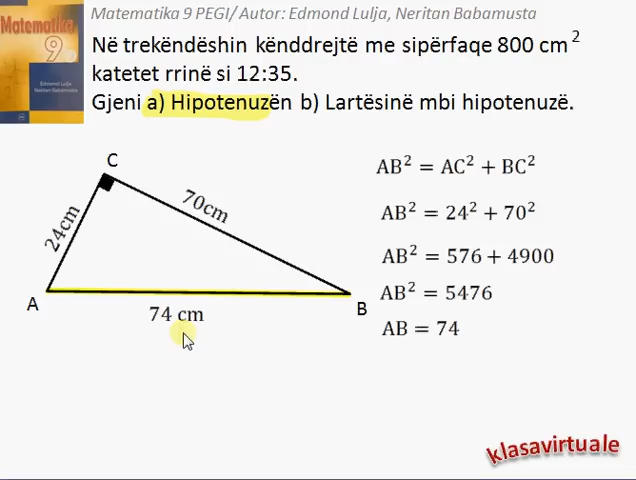 Matematika 9 PEGI/ Autor: Edmond Lulja, Neritan Babamusta
Matematika
9
Në trekëndëshin kënddrejtë me sipërfaqe 800 cm²
katetet rrinë si 12:35.
Gjeni a) Hipotenuzën b) Lartësinë mbi hipotenuzë.
C
24cm
70cm
A
B
74 cm
AB² = AC² + BC²
AB² = 24² + 70²
AB² = 576 + 4900
AB² = 5476
AB = 74
klasavirtuale